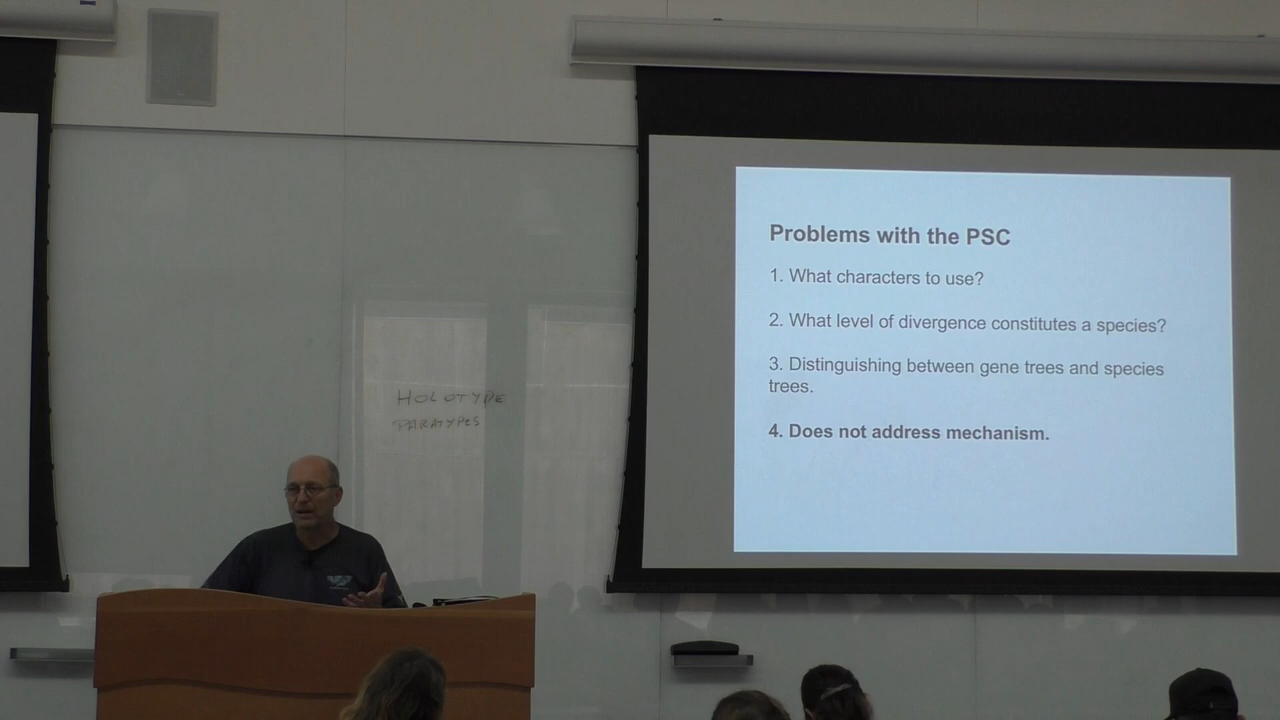 HOLOTYPE
PARATYPES
Problems with the PSC
1. What characters to use?
2. What level of divergence constitutes a species?
3. Distinguishing between gene trees and species
trees.
4. Does not address mechanism.